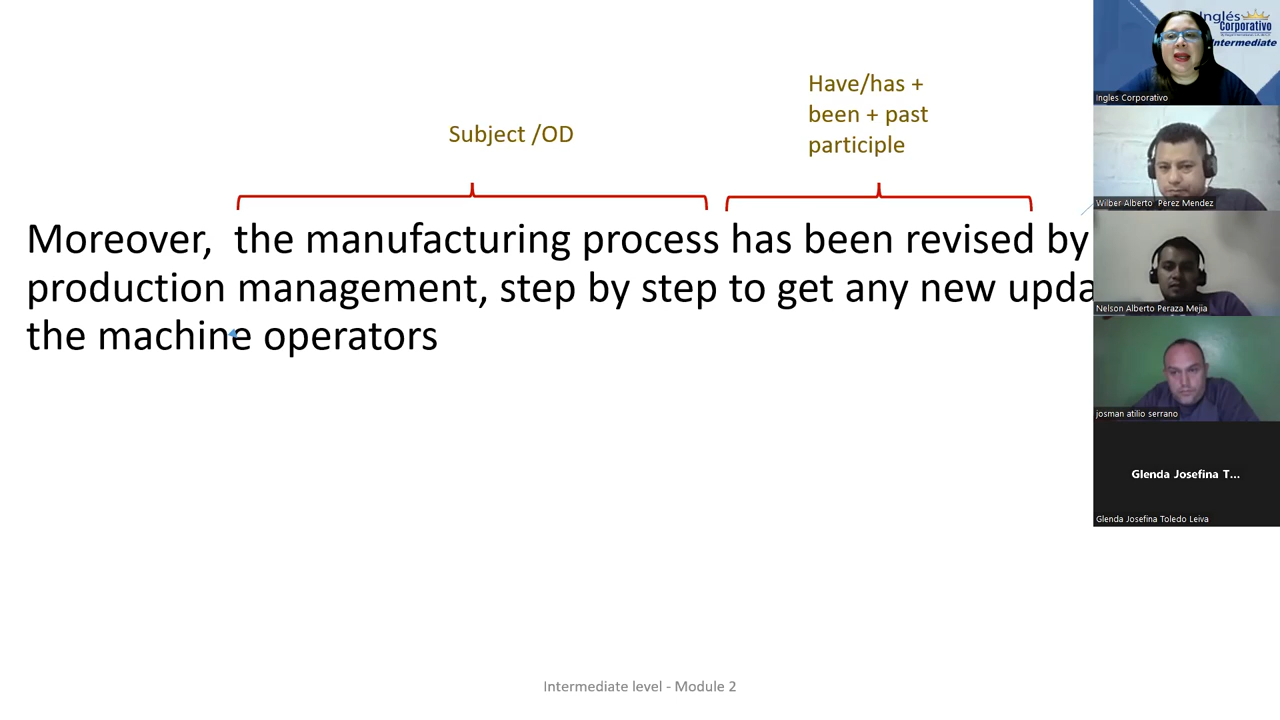 Have/has +
been + past
participle
Subject /OD
Moreover, the manufacturing process has been revised by
production management, step by step to get any new upda
the machine operators
Intermediate level - Module 2
Inglés
Corporativo
Intermediate
Ingles Corporativo
Wilber Alberto Perez Mendez
Nelson Alberto Peraza Mejia
josman atilio serrano
Glenda Josefina T...
Glenda Josefina Toledo Leiva